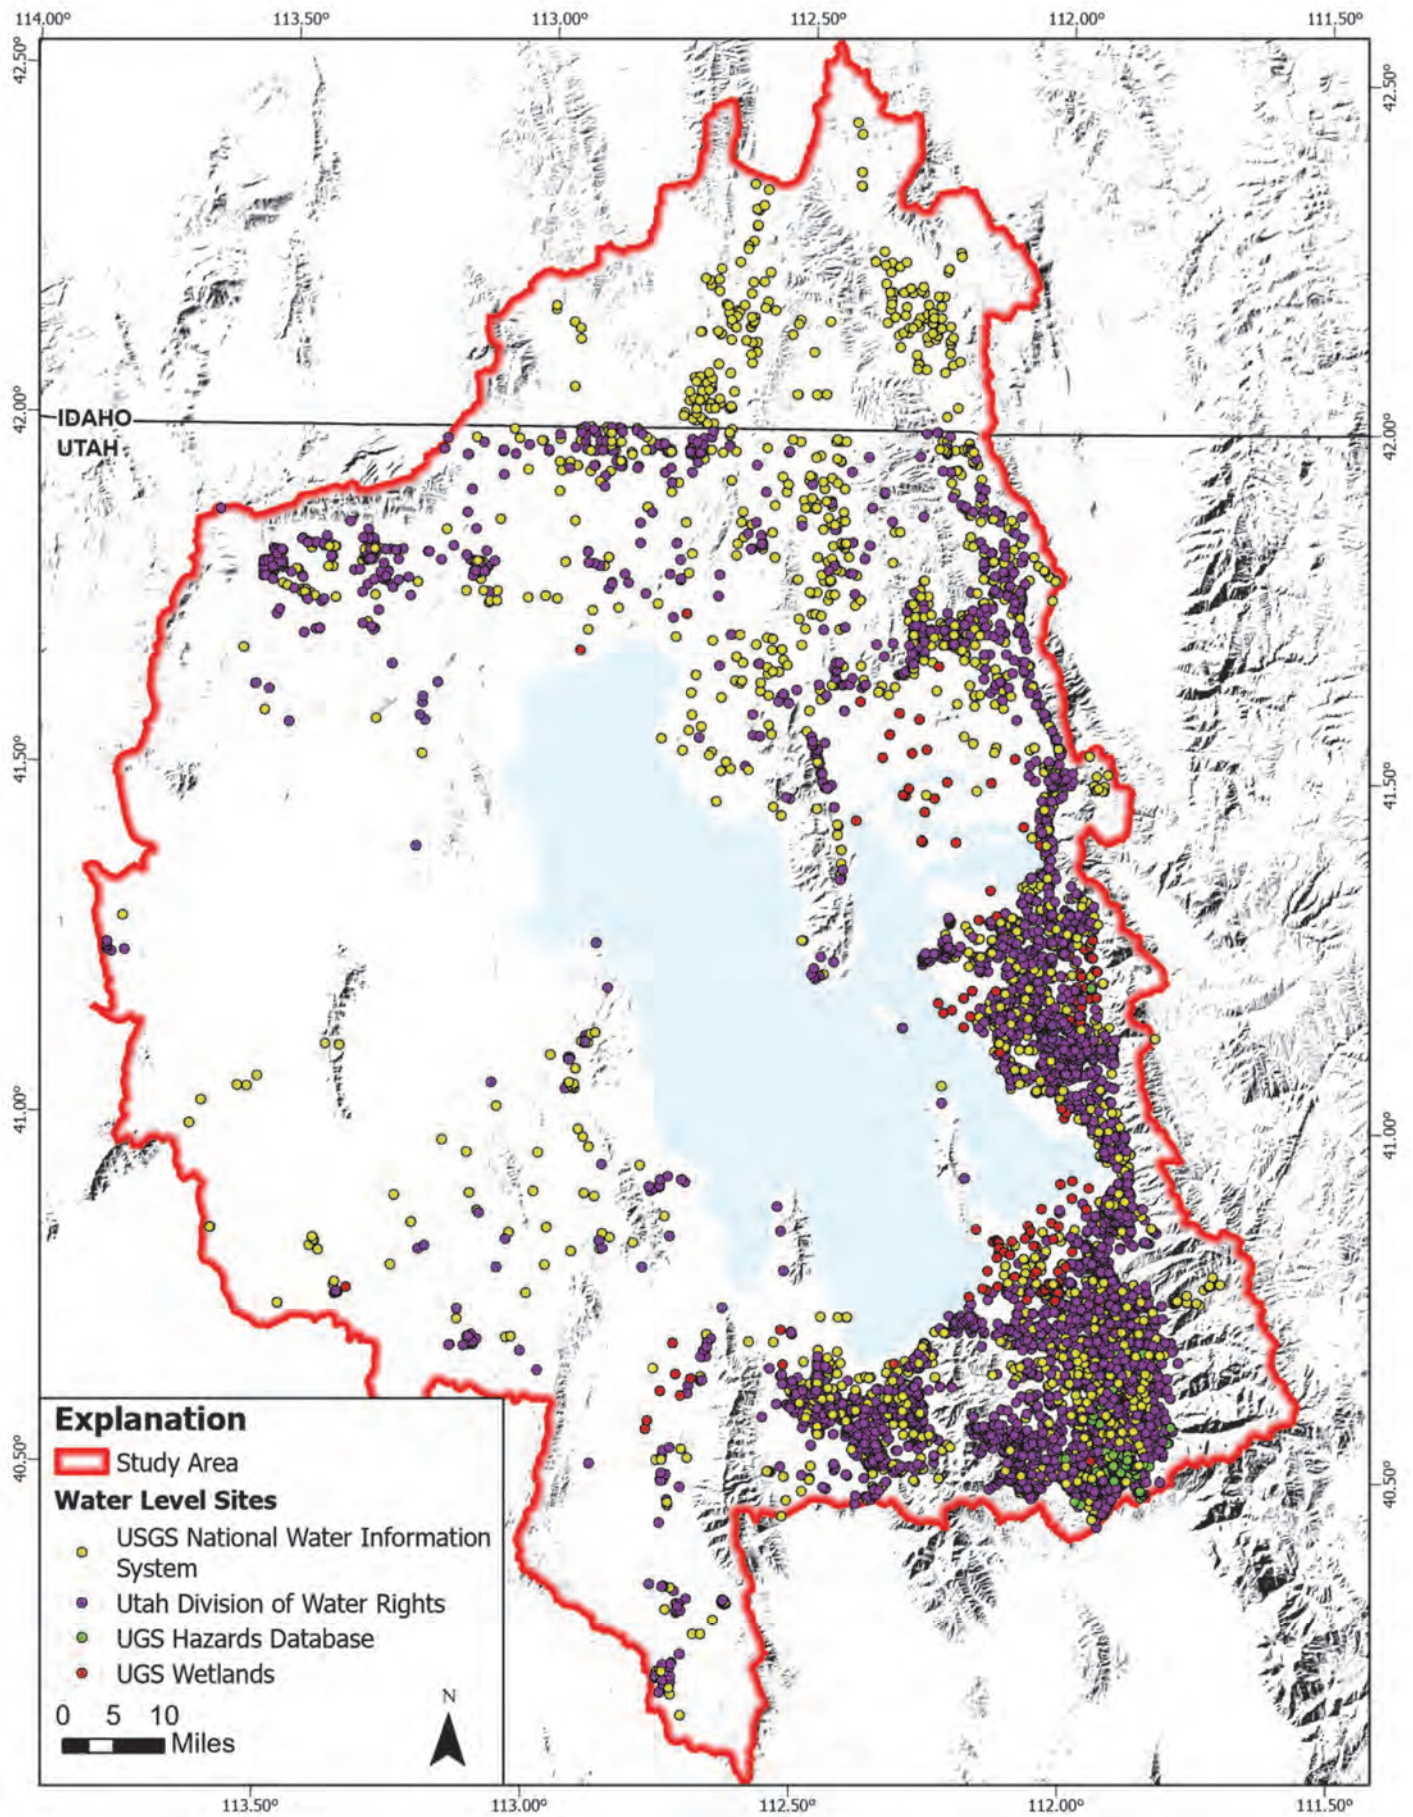 114.00°
113.50°
113.00°
112.50°
112.00°
111.50°
42.50°
42.50°
42.00°
IDAHO
UTAH
42.00°
41.50°
41.50°
41.00°
41.00°
40.50°
40.50°
Explanation
Study Area
Water Level Sites
USGS National Water Information
System
Utah Division of Water Rights
UGS Hazards Database
UGS Wetlands
0 5 10
Miles
N
113.50°
113.00°
112.50°
112.00°
111.50°